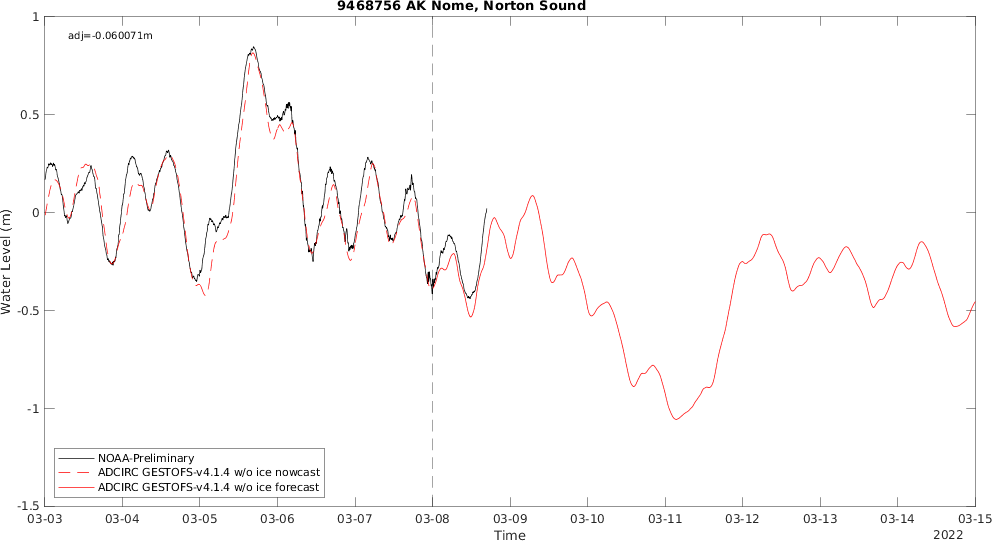 9468756 AK Nome, Norton Sound
adj=-0.060071m
1
0.5
0
-0.5
-1
-1.5
Water Level (m)
NOAA-Preliminary
ADCIRC GESTOFS-v4.1.4 w/o ice nowcast
ADCIRC GESTOFS-v4.1.4 w/o ice forecast
03-03 03-04 03-05 03-06 03-07 03-08 03-09 03-10 03-11 03-12 03-13 03-14 03-15
Time
2022